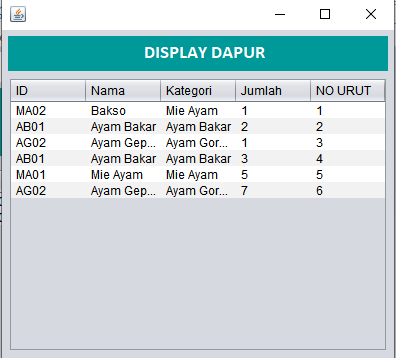 DISPLAY DAPUR
ID Nama Kategori Jumlah NO URUT
MA02 Bakso Mie Ayam 1 1
AB01 Ayam Bakar Ayam Bakar 2 2
AG02 Ayam Gep... Ayam Gor... 1 3
AB01 Ayam Bakar Ayam Bakar 3 4
MA01 Mie Ayam Mie Ayam 5 5
AG02 Ayam Gep... Ayam Gor... 7 6